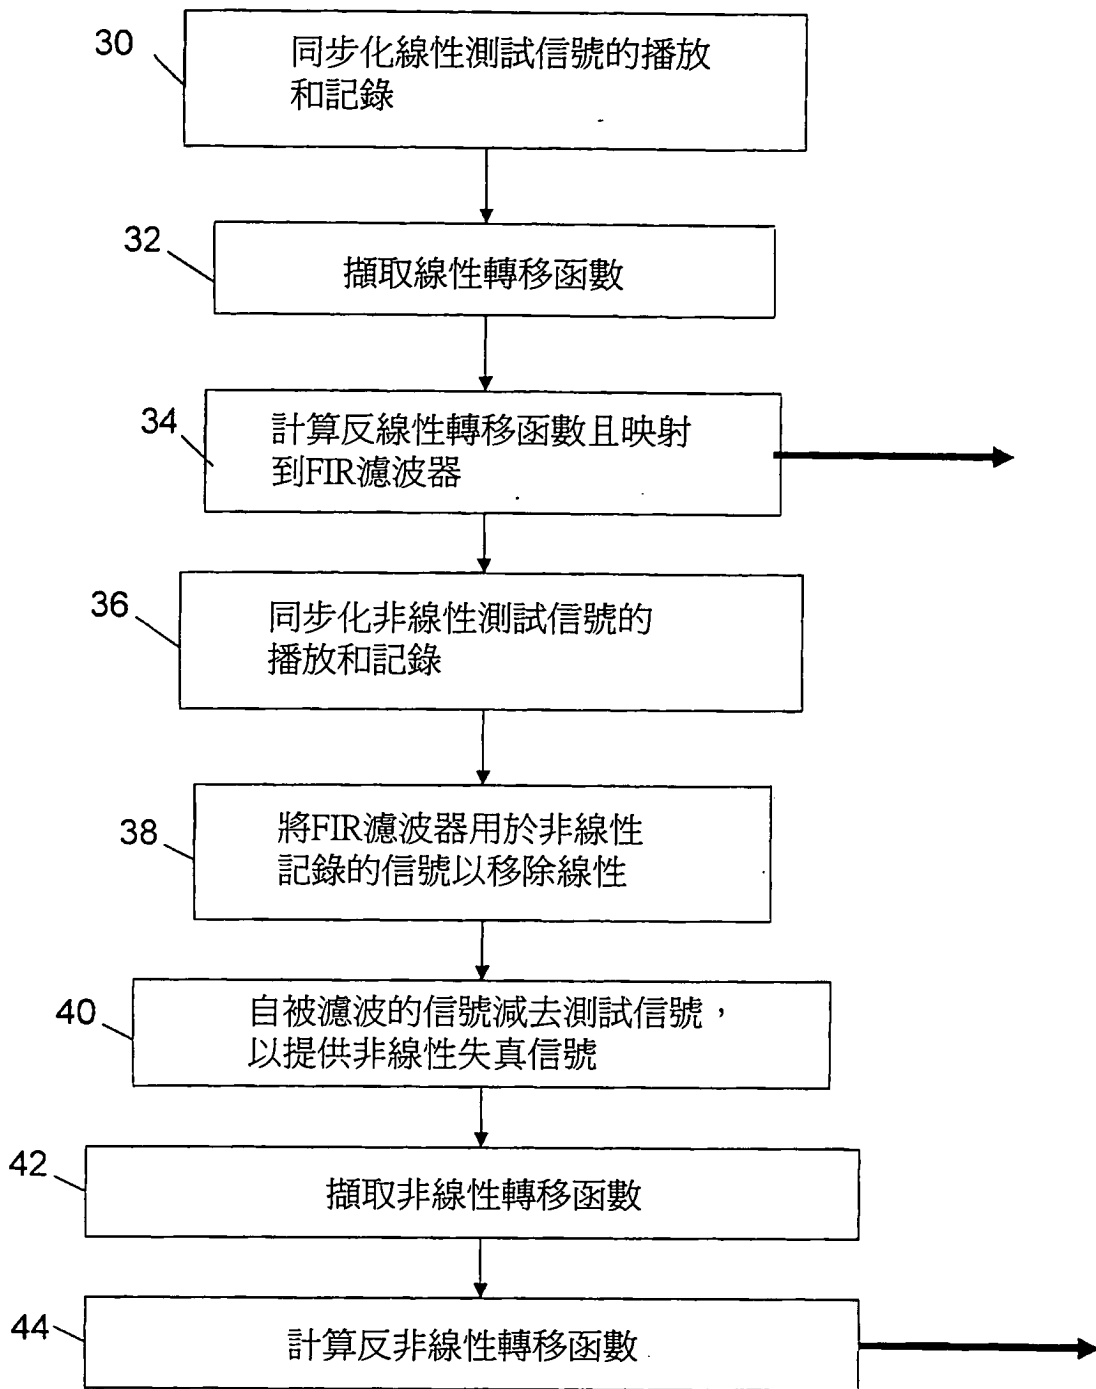 30
同步化線性測試信號的播放
和記錄
32
擷取線性轉移函數
34
計算反線性轉移函數且映射
到FIR濾波器
36
同步化非線性測試信號的
播放和記錄
38
將FIR濾波器用於非線性
記錄的信號以移除線性
40
自被濾波的信號減去測試信號，
以提供非線性失真信號
42
擷取非線性轉移函數
44
計算反非線性轉移函數